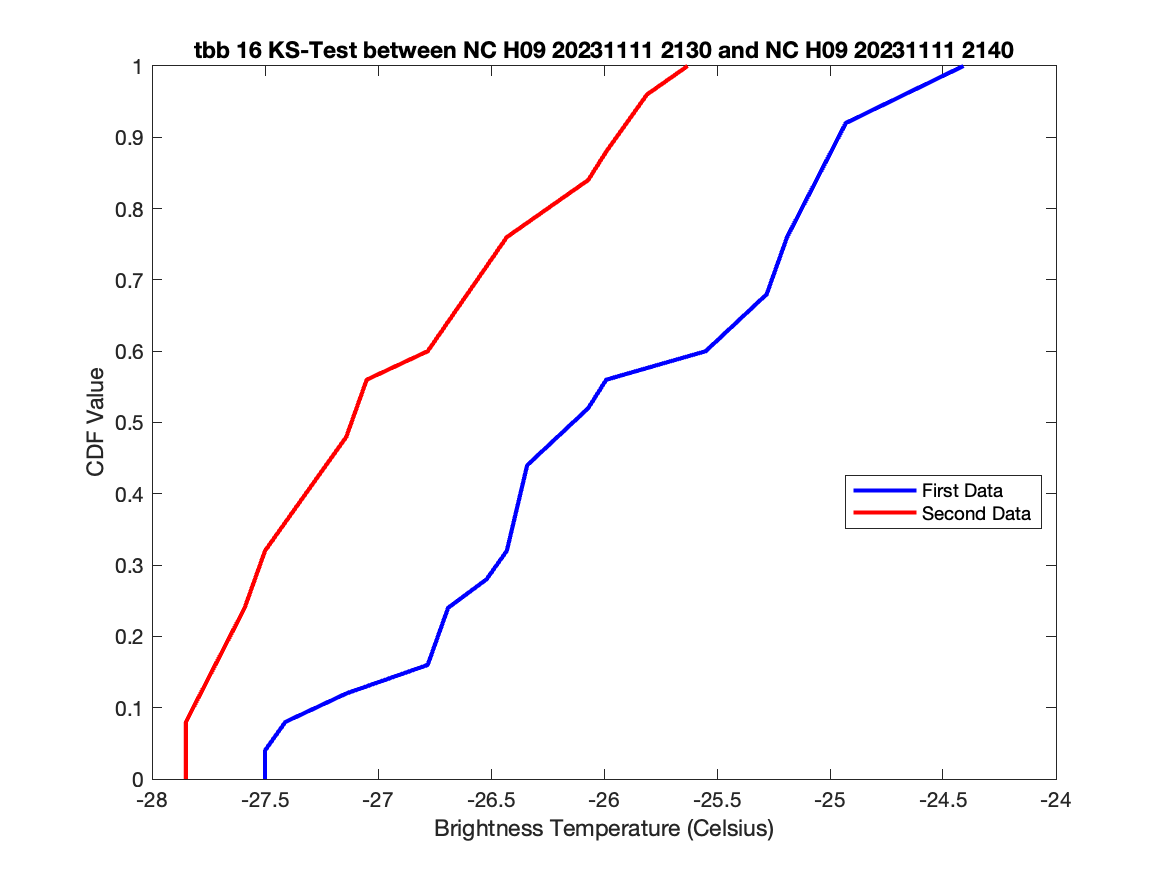 tbb 16 KS-Test between NC H09 20231111 2130 and NC H09 20231111 2140
1
0.9
0.8
0.7
0.6
0.5
0.4
0.3
0.2
0.1
0
CDF Value
First Data
Second Data
-28 -27.5 -27 -26.5 -26 -25.5 -25 -24.5 -24
Brightness Temperature (Celsius)